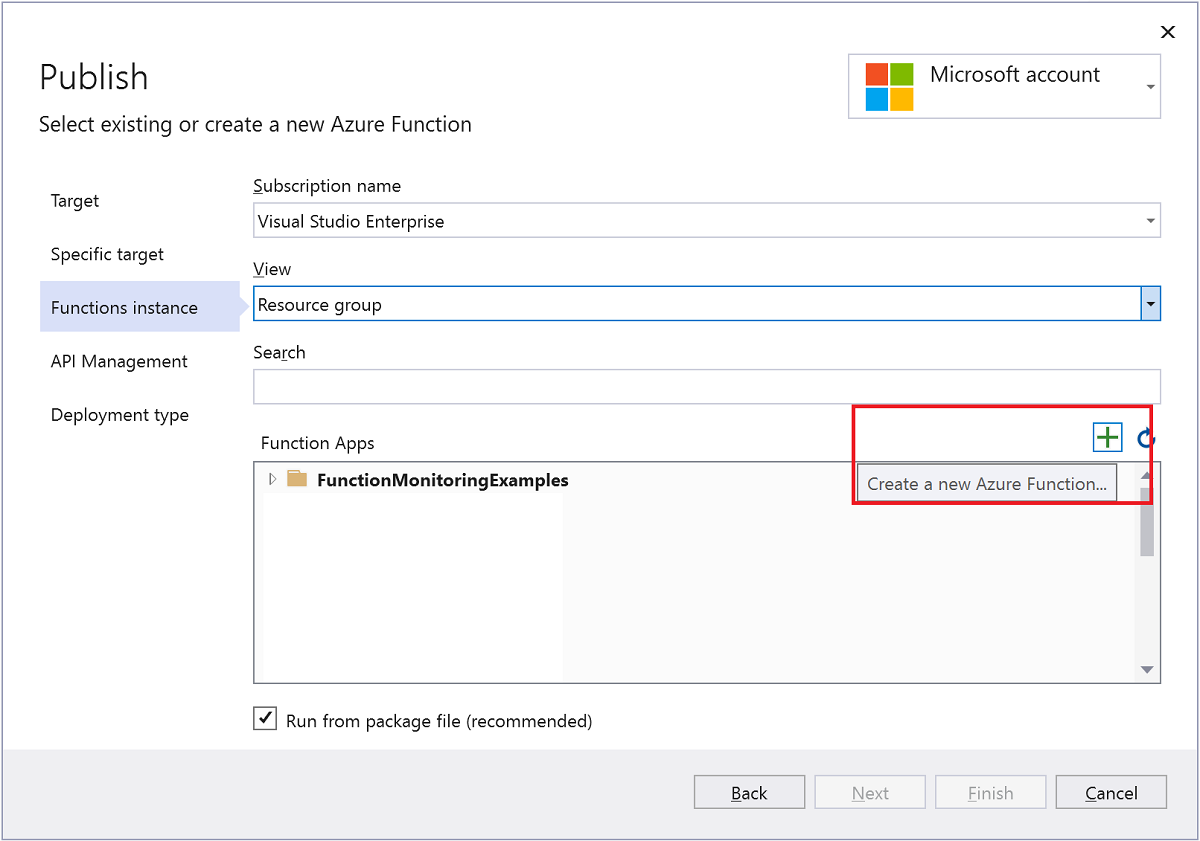 Publish
Microsoft account
Select existing or create a new Azure Function
Target
Specific target
Functions instance
API Management
Deployment type
Subscription name
Visual Studio Enterprise
View
Resource group
Search
Function Apps
FunctionMonitoringExamples
Create a new Azure Function...
Run from package file (recommended)
Back
Next
Finish
Cancel